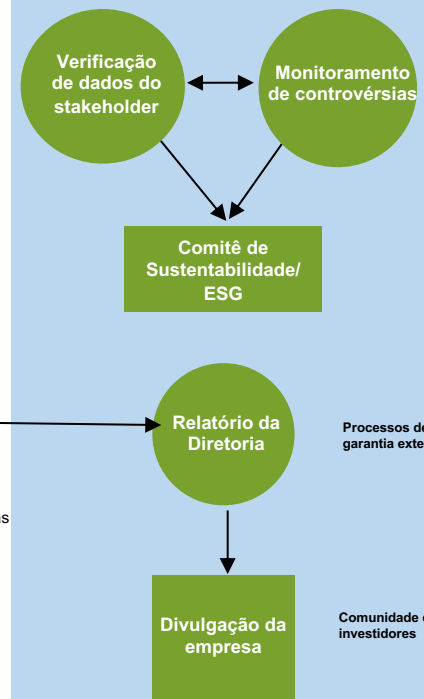 Verificação
de dados do
stakeholder
Monitoramento
de controvérsias
Comitê de
Sustentabilidade/
ESG
Relatório da
Diretoria
Processos de
garantia
Divulgação da
empresa
Comunidade
investidores